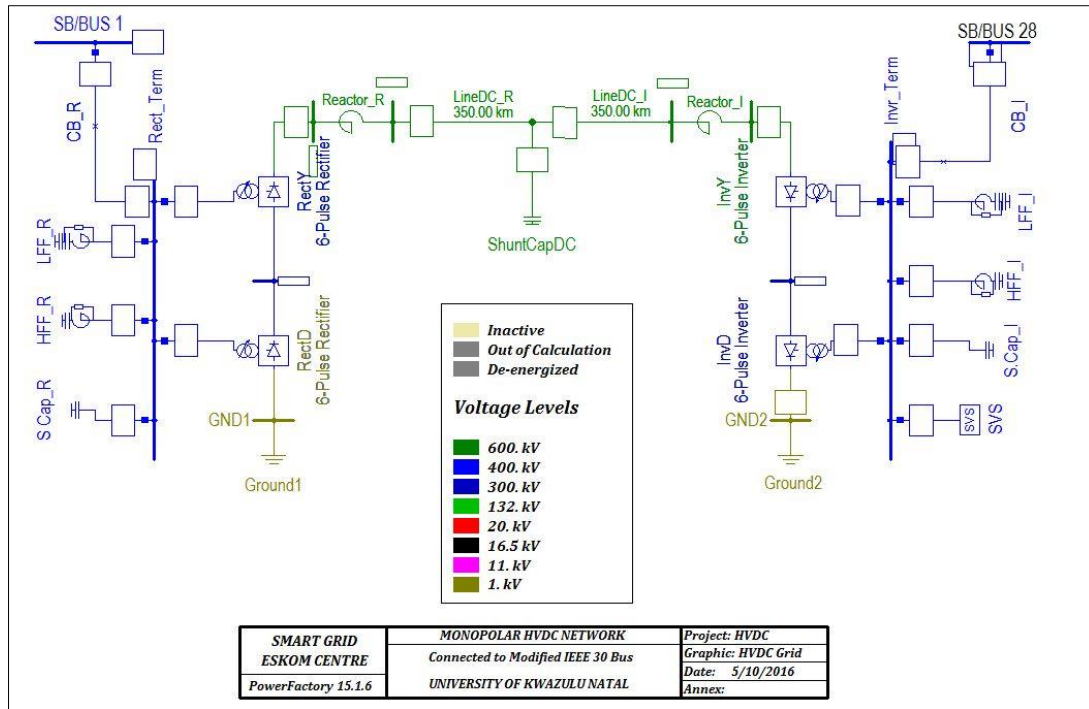 SB/BUS 1
SB/BUS 28
CB_R
Rect_Term
LFF_R
HFF_R
S.Cap_R
Reactor_R
LineDC_R
350.00 km
LineDC_I
350.00 km
Reactor_I
RectY
6-Pulse Rectifier
RectD
6-Pulse Rectifier
ShuntCapDC
InvY
6-Pulse Inverter
InvD
6-Pulse Inverter
Invr_Term
CB_I
LFF_I
HFF_I
S.Cap_I
SVS
SVS
GND1
Ground1
GND2
Ground2
Inactive
Out of Calculation
De-energized
Voltage Levels
600. kV
400. kV
300. kV
132. kV
20. kV
16.5 kV
11. kV
1. kV
SMART GRID
ESKOM CENTRE
PowerFactory 15.1.6
MONOPOLAR HVDC NETWORK
Connected to Modified IEEE 30 Bus
UNIVERSITY OF KWAZULU NATAL
Project: HVDC
Graphic: HVDC Grid
Date: 5/10/2016
Annex: